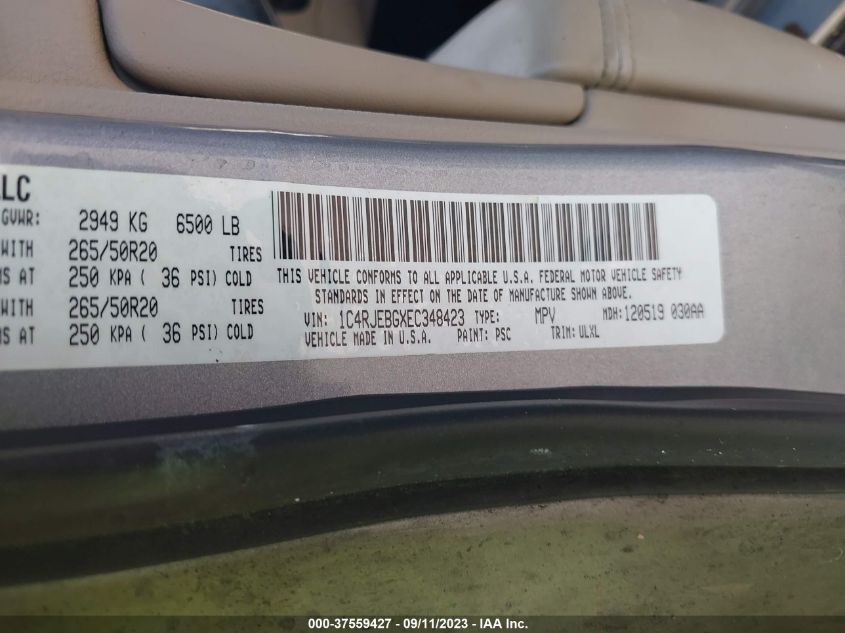 LLC
GVWR: 2949 KG 6500 LB
WITH 265/50R20 TIRES
MS AT 250 KPA ( 36 PSI) COLD
WITH 265/50R20 TIRES
MS AT 250 KPA ( 36 PSI) COLD
THIS VEHICLE CONFORMS TO ALL APPLICABLE U.S.A. FEDERAL MOTOR VEHICLE SAFETY
STANDARDS IN EFFECT ON THE DATE OF MANUFACTURE SHOWN ABOVE.
VIN: 1C4RJEBGXEC348423 TYPE: MPV MDH: 120519 030AA
VEHICLE MADE IN U.S.A. PAINT: PSC TRIM: ULXL
000-37559427 - 09/11/2023 - IAA Inc.